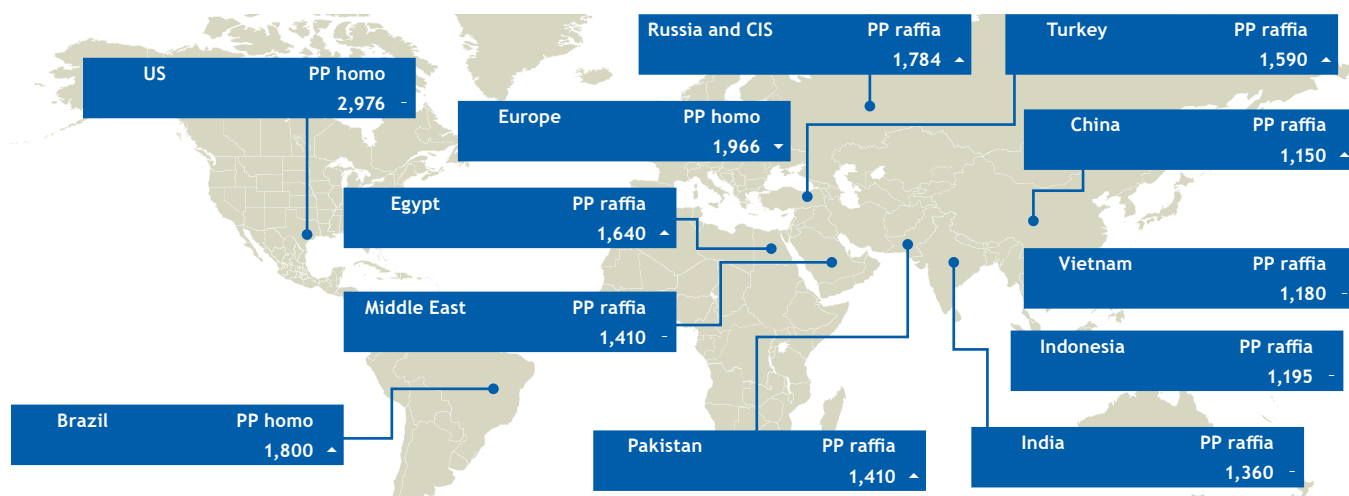 Russia and CIS PP raffia
1,784 ▲
Turkey PP raffia
1,590 ▲
US PP homo
2,976 –
Europe PP homo
1,966 ▼
China PP raffia
1,150 ▲
Egypt PP raffia
1,640 ▲
Vietnam PP raffia
1,180 –
Middle East PP raffia
1,410 –
Indonesia PP raffia
1,195 –
Brazil PP homo
1,800 ▲
Pakistan PP raffia
1,410 ▲
India PP raffia
1,360 –